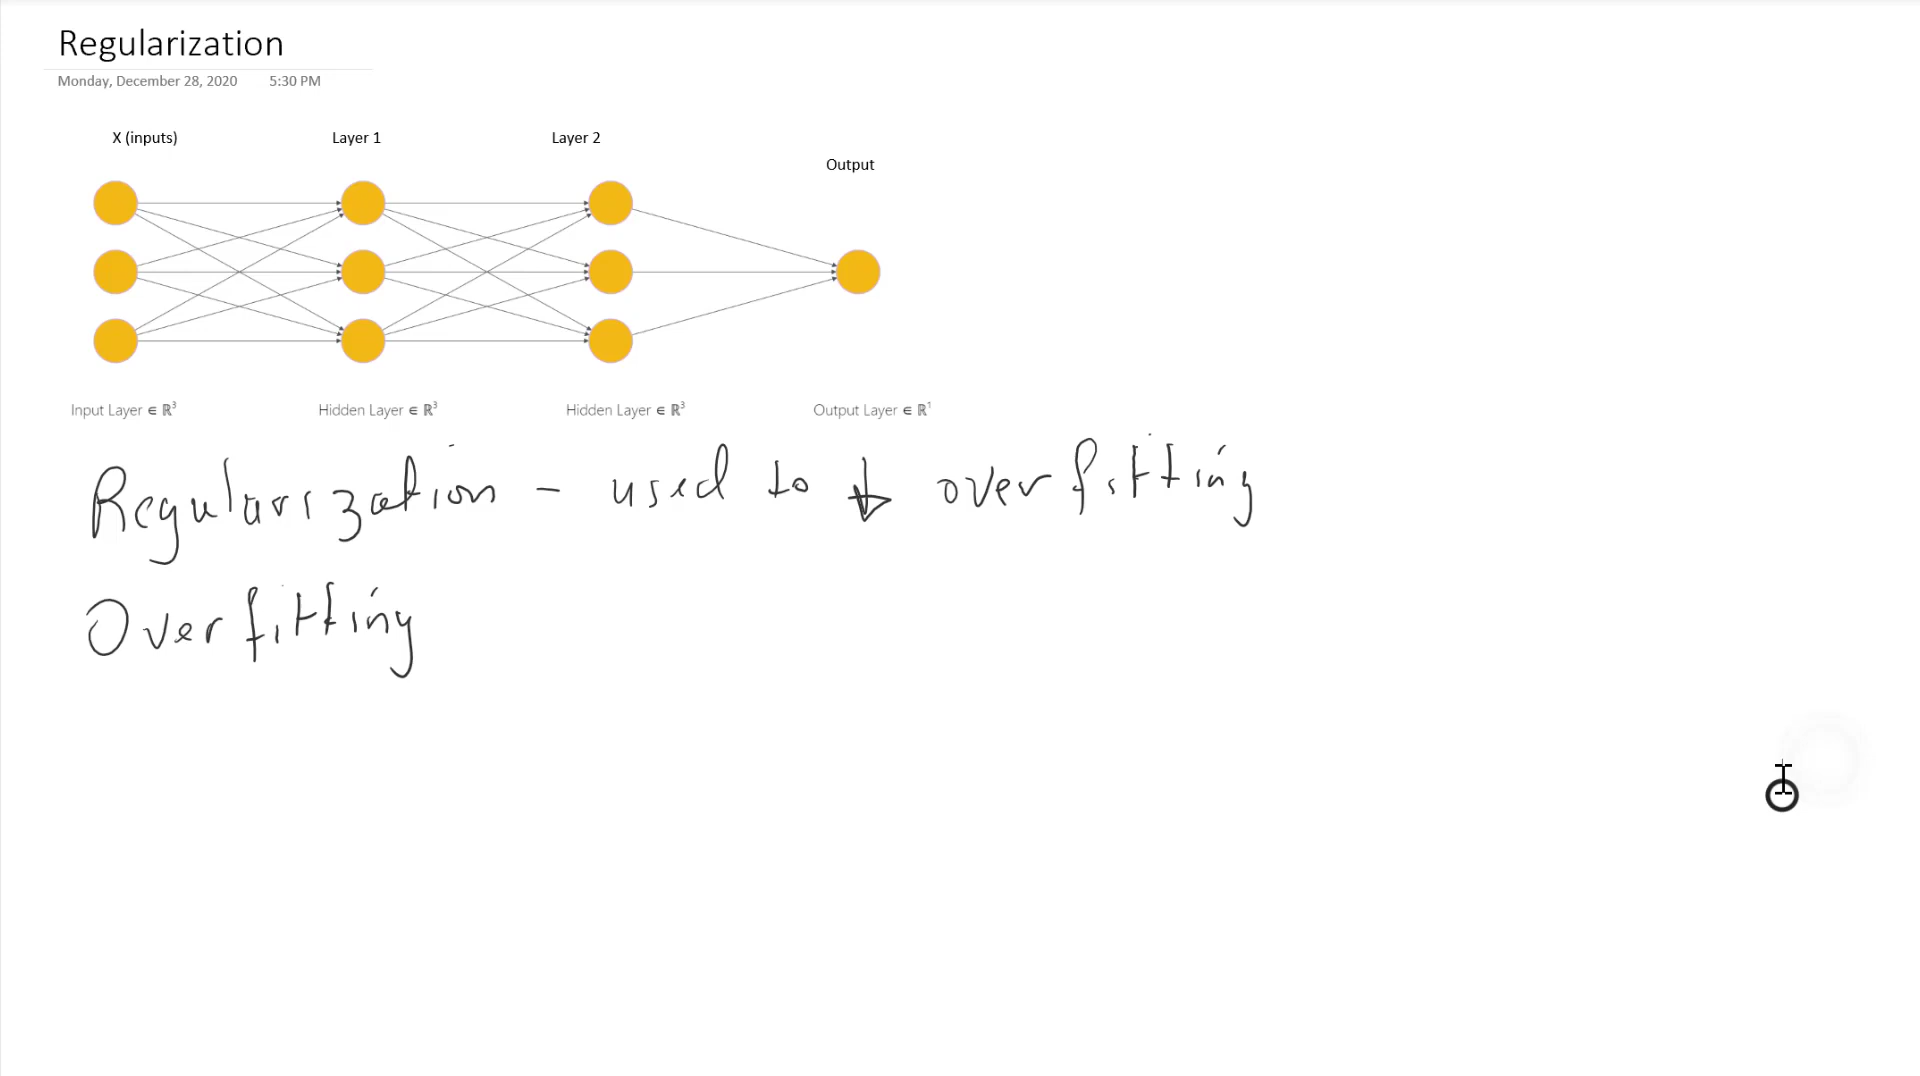 Regularization
Monday, December 28, 2020 5:30 PM
X (inputs) Layer 1 Layer 2
Output
Input Layer ∈ ℝ³ Hidden Layer ∈ ℝ³ Hidden Layer ∈ ℝ³ Output Layer ∈ ℝ¹
Regularization - used to ↓ overfitting
Overfitting